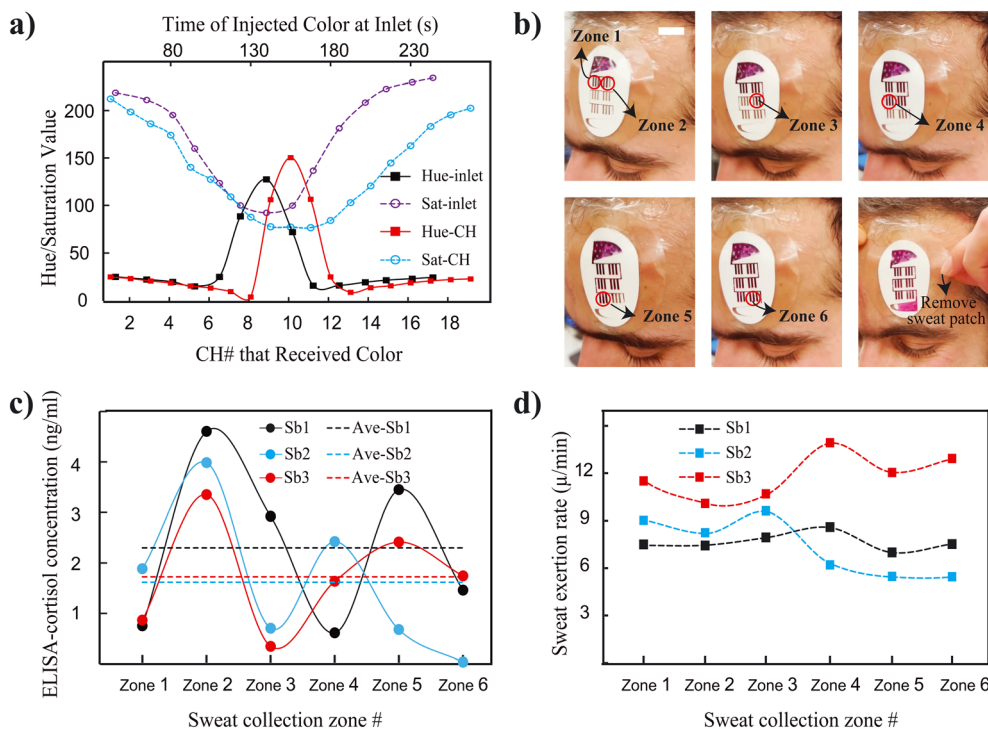 a)
Time of Injected Color at Inlet (s)
80 130 180 230
Hue/Saturation Value
200
150
100
50
0
Hue-inlet
Sat-inlet
Hue-CH
Sat-CH
2 4 6 8 10 12 14 16 18
CH# that Received Color
b)
Zone 1
Zone 2
Zone 3
Zone 4
Zone 5
Zone 6
Remove
sweat patch
c)
ELISA-cortisol concentration (ng/ml)
4
3
2
1
Sb1 Ave-Sb1
Sb2 Ave-Sb2
Sb3 Ave-Sb3
Zone 1 Zone 2 Zone 3 Zone 4 Zone 5 Zone 6
Sweat collection zone #
d)
Sweat exertion rate (μ/min)
12
9
6
3
Sb1
Sb2
Sb3
Zone 1 Zone 2 Zone 3 Zone 4 Zone 5 Zone 6
Sweat collection zone #